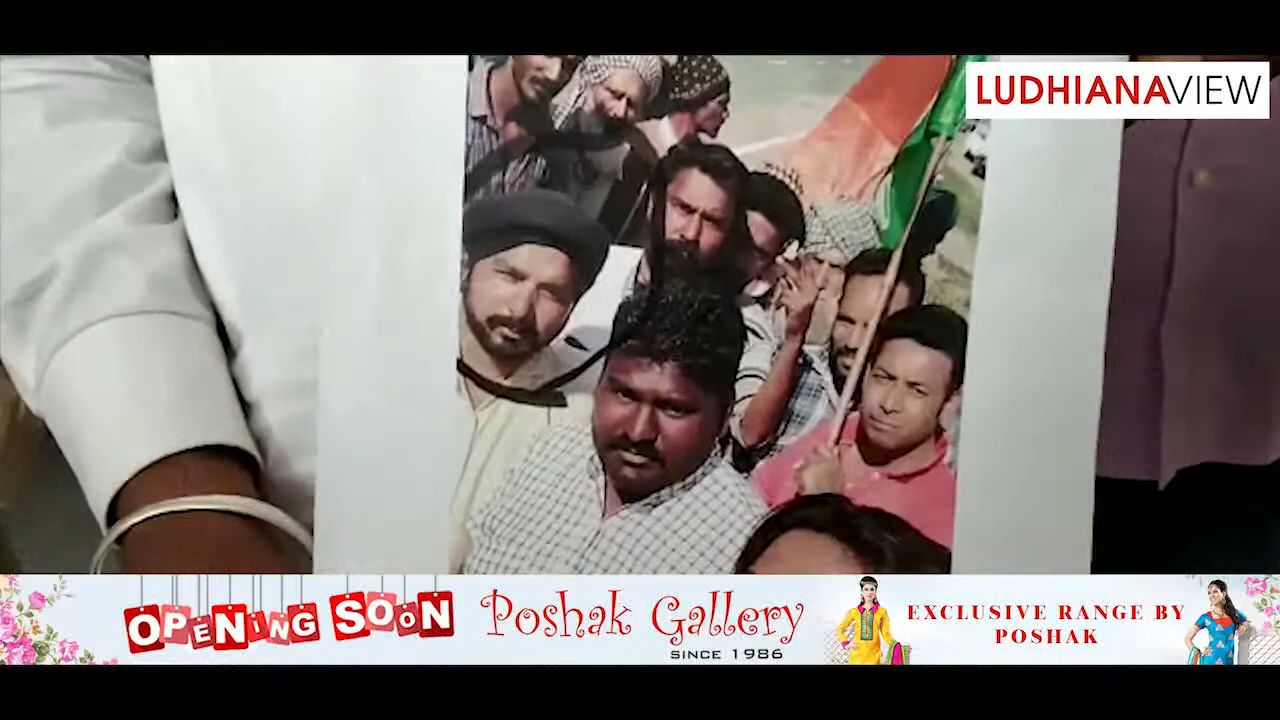 LUDHIANAVIEW
OPENING SOON
Poshak Gallery
SINCE 1986
EXCLUSIVE RANGE BY
POSHAK